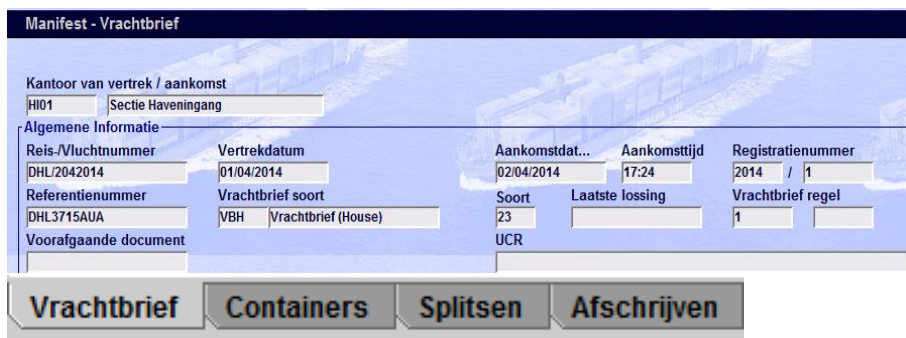 Manifest - Vrachtbrief
Kantoor van vertrek / aankomst
HI01 Sectie Haveningang
Algemene Informatie
Reis-/Vluchtnummer Vertrekdatum Aankomstdat... Aankomsttijd Registratienummer
DHL/2042014 01/04/2014 02/04/2014 17:24 2014 / 1
Referentienummer Vrachtbrief soort Soort Laatste lossing Vrachtbrief regel
DHL3715AUA VBH Vrachtbrief (House) 23 1
Voorafgaande document UCR
Vrachtbrief Containers Splitsen Afschrijven